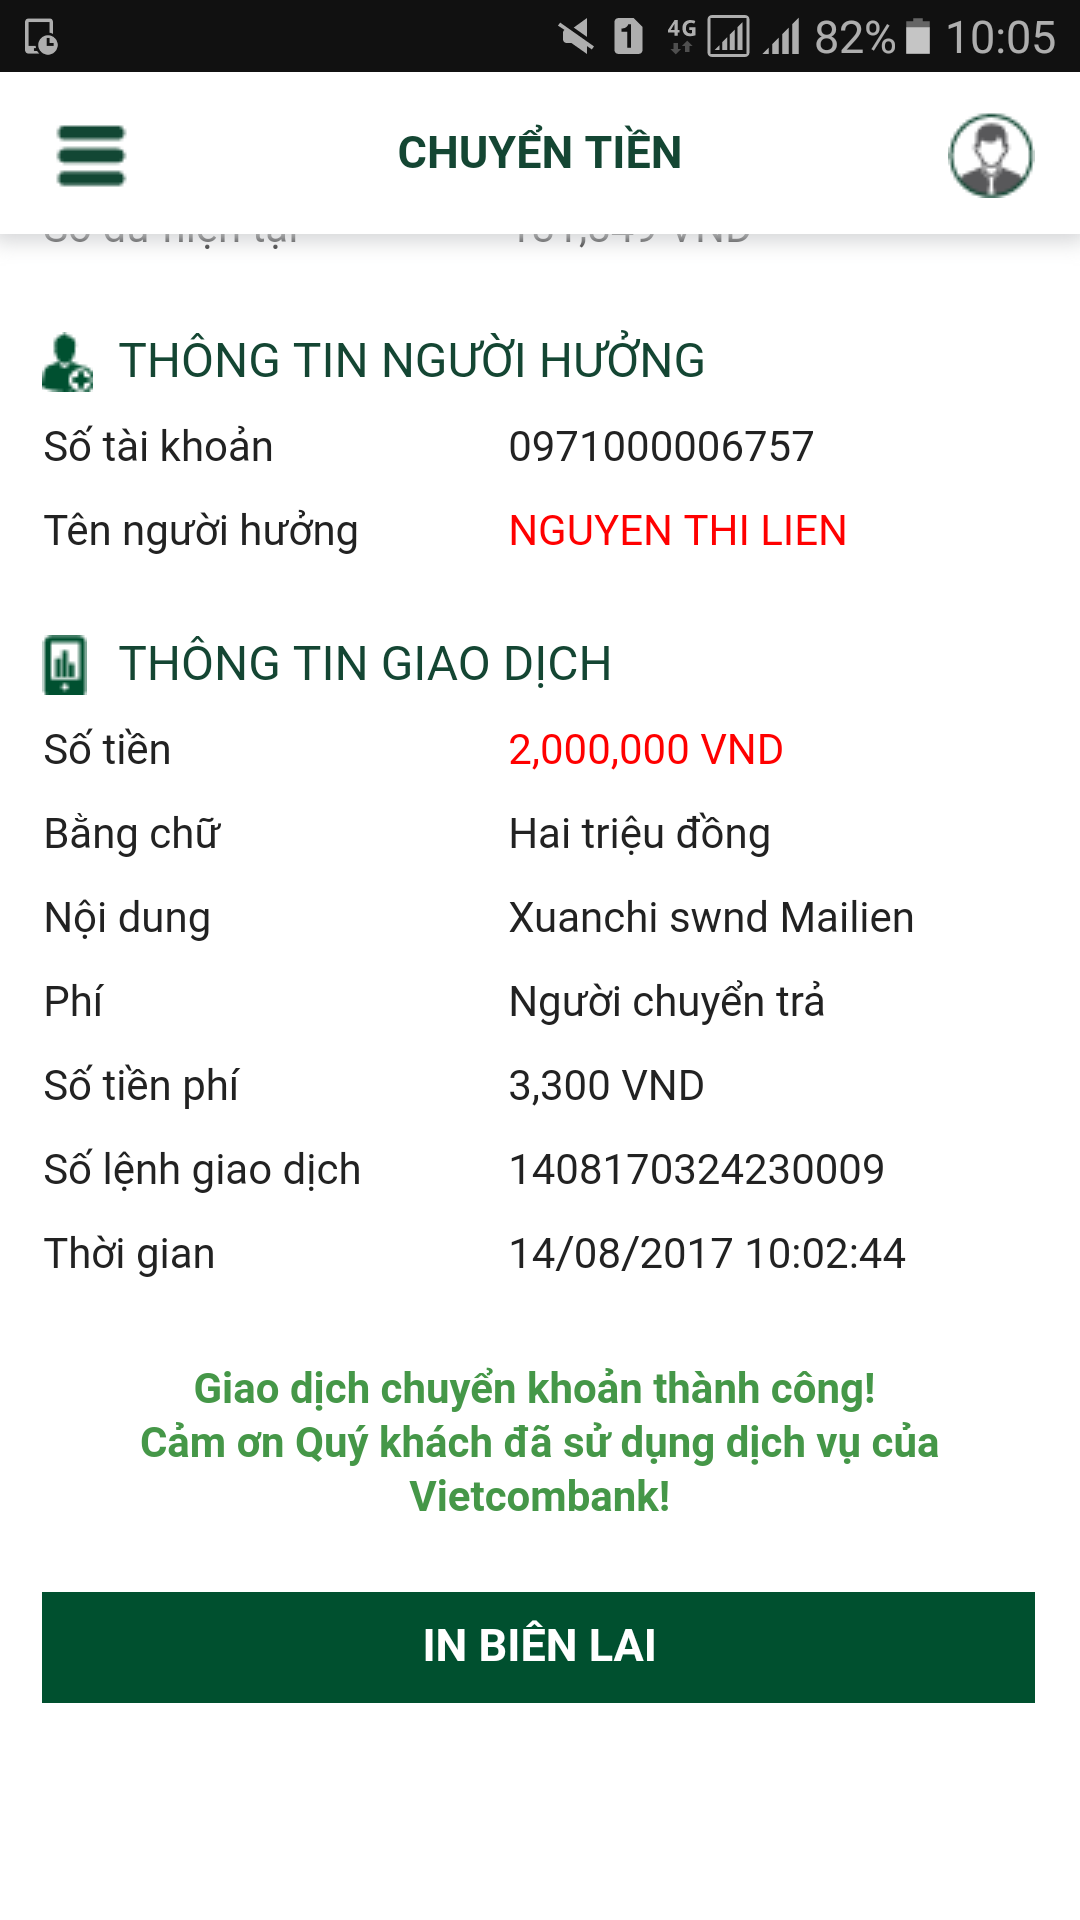 1 4G 82% 10:05
CHUYỂN TIỀN
Số dư hiện tại
THÔNG TIN NGƯỜI HƯỞNG
Số tài khoản 0971000006757
Tên người hưởng NGUYEN THI LIEN
THÔNG TIN GIAO DỊCH
Số tiền 2,000,000 VND
Bằng chữ Hai triệu đồng
Nội dung Xuanchi swnd Mailien
Phí Người chuyển trả
Số tiền phí 3,300 VND
Số lệnh giao dịch 1408170324230009
Thời gian 14/08/2017 10:02:44
Giao dịch chuyển khoản thành công!
Cảm ơn Quý khách đã sử dụng dịch vụ của
Vietcombank!
IN BIÊN LAI